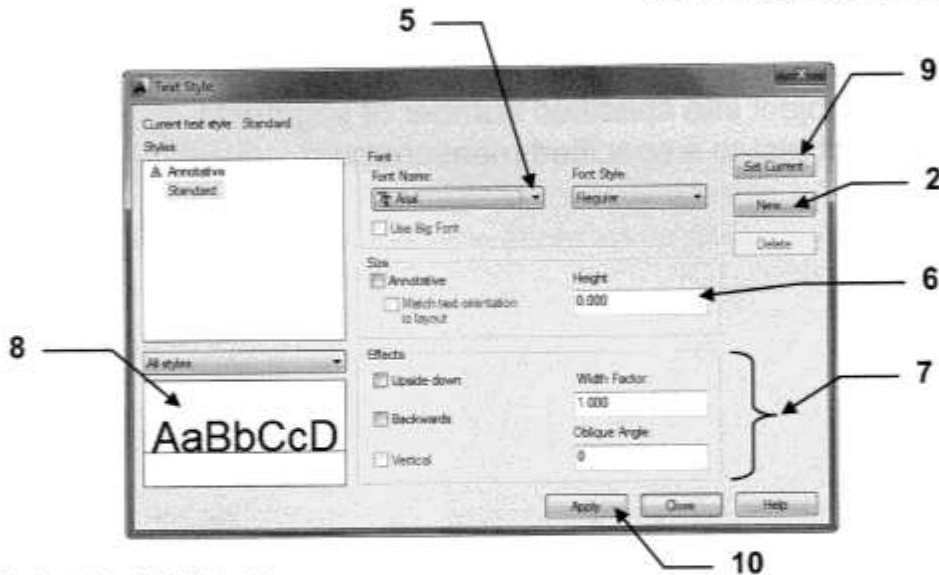 5
9
Text Style
Current text style: Standard
Styles
Annotative
Standard
Font
Font Name:
Arial
Font Style:
Regular
Use Big Font
Set Current
New...
2
Delete
Size
Annotative
Match text orientation
to layout
Height
0.000
6
8
All styles
AaBbCcD
Effects
Upside-down
Backwards
Vertical
Width Factor:
1.000
Oblique Angle:
0
7
Apply
Close
Help
10